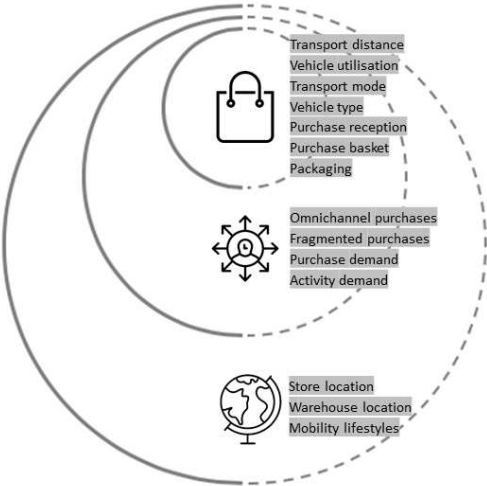 Transport distance
Vehicle utilisation
Transport mode
Vehicle type
Purchase reception
Purchase basket
Packaging
Omnichannel purchases
Fragmented purchases
Purchase demand
Activity demand
Store location
Warehouse location
Mobility lifestyles